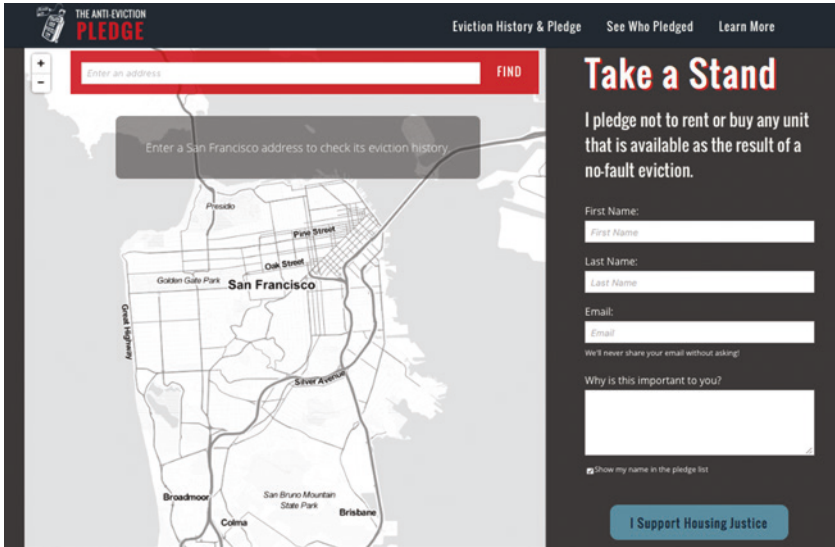 THE ANTI-EVICTION
PLEDGE
Eviction History & Pledge
See Who Pledged
Learn More
+
-
Enter an address
FIND
Enter a San Francisco address to check its eviction history
Presidio
Pine Street
Oak Street
Golden Gate Park
San Francisco
Great Highway
Silver Avenue
Broadmoor
San Bruno Mountain
State Park
Colma
Brisbane
Take a Stand
I pledge not to rent or buy any unit
that is available as the result of a
no-fault eviction.
First Name:
First Name
Last Name:
Last Name
Email:
Email
We'll never share your email without asking!
Why is this important to you?
Show my name in the pledge list
I Support Housing Justice